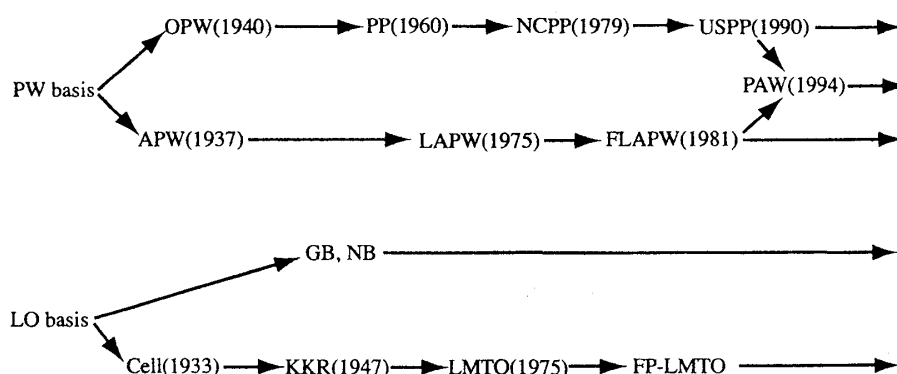 OPW(1940) PP(1960) NCPP(1979) USPP(1990)
PW basis PAW(1994)
APW(1937) LAPW(1975) FLAPW(1981)
GB, NB
LO basis
Cell(1933) KKR(1947) LMTO(1975) FP-LMTO